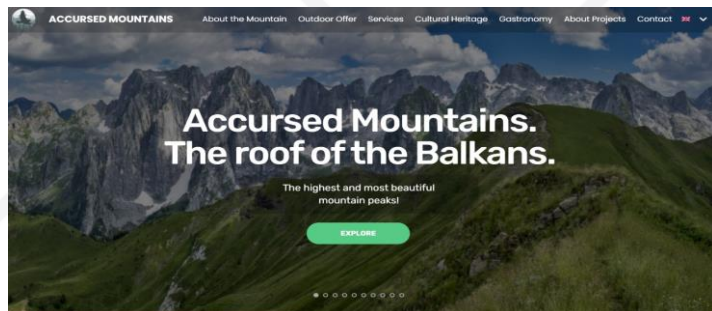 ACCURSED MOUNTAINS About the Mountain Outdoor Offer Services Cultural Heritage Gastronomy About Projects Contact
Accursed Mountains.
The roof of the Balkans.
The highest and most beautiful
mountain peaks!
EXPLORE